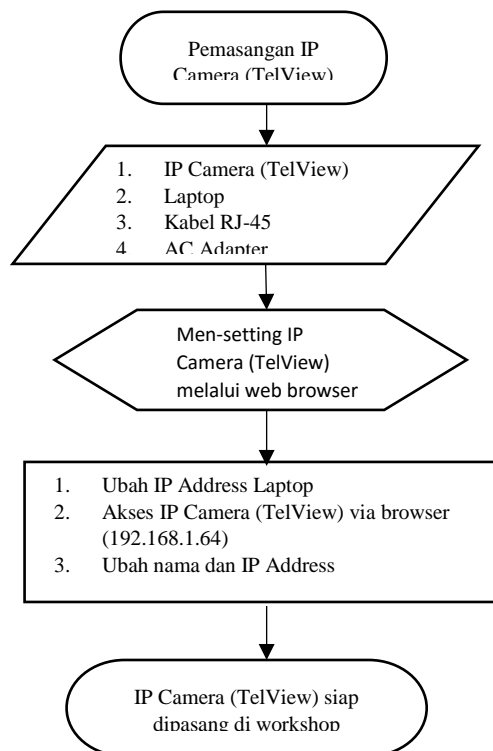 Pemasangan IP
Camera (TelView)
1. IP Camera (TelView)
2. Laptop
3. Kabel RJ-45
4. AC Adapter
Men-setting IP
Camera (TelView)
melalui web browser
1. Ubah IP Address Laptop
2. Akses IP Camera (TelView) via browser
(192.168.1.64)
3. Ubah nama dan IP Address
IP Camera (TelView) siap
dipasang di workshop